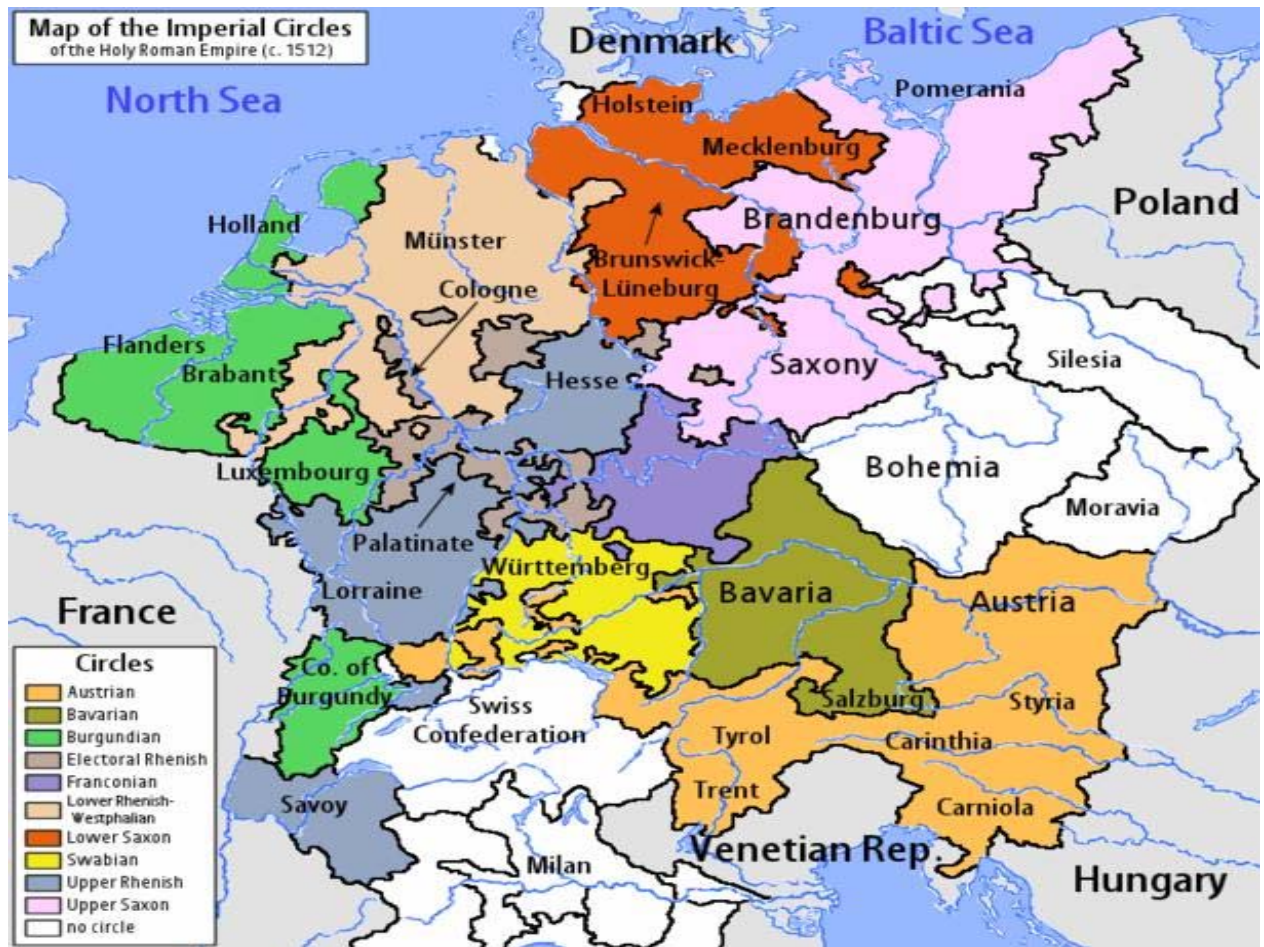 Map of the Imperial Circles
of the Holy Roman Empire (c. 1512)
Denmark
Baltic Sea
North Sea
Holstein
Pomerania
Mecklenburg
Poland
Holland
Münster
Brandenburg
Cologne
Brunswick-
Lüneburg
Flanders
Brabant
Hesse
Saxony
Silesia
Luxembourg
Bohemia
Moravia
Palatinate
Württemberg
Lorraine
Bavaria
Austria
France
Co. of
Burgundy
Swiss
Confederation
Salzburg
Styria
Tyrol
Carinthia
Trent
Savoy
Carniola
Milan
Venetian Rep.
Hungary
Circles
Austrian
Bavarian
Burgundian
Electoral Rhenish
Franconian
Lower Rhenish-
Westphalian
Lower Saxon
Swabian
Upper Rhenish
Upper Saxon
no circle